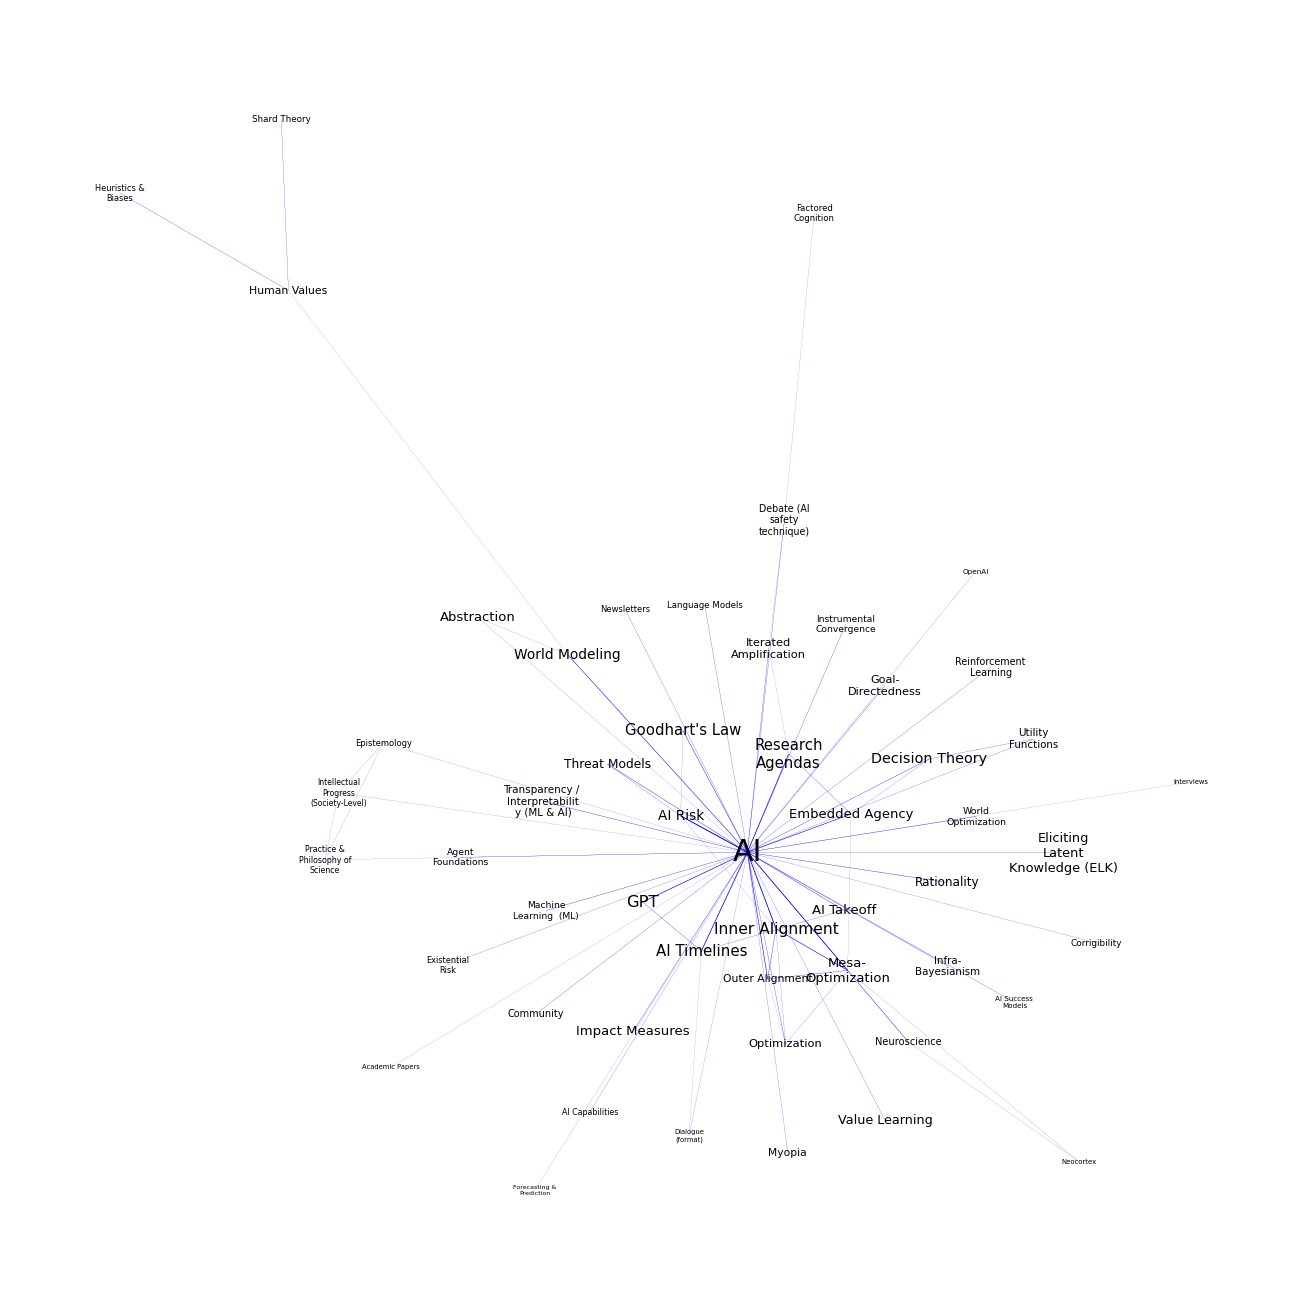 Shard Theory
Heuristics &
Biases
Factored
Cognition
Human Values
Debate (AI
safety
technique)
OpenAI
Newsletters
Language Models
Abstraction
Instrumental
Convergence
Iterated
Amplification
World Modeling
Reinforcement
Learning
Goal-
Directedness
Goodhart's Law
Utility
Functions
Epistemology
Research
Agendas
Decision Theory
Threat Models
Interviews
Intellectual
Progress
(Society-Level)
Transparency /
Interpretabilit
y (ML & AI)
AI Risk
Embedded Agency
World
Optimization
AI
Eliciting
Latent
Knowledge (ELK)
Practice &
Philosophy of
Science
Agent
Foundations
Rationality
GPT
Machine
Learning  (ML)
AI Takeoff
Inner Alignment
Corrigibility
AI Timelines
Existential
Risk
Infra-
Bayesianism
Mesa-
Optimization
Outer Alignment
AI Success
Models
Community
Impact Measures
Optimization
Neuroscience
Academic Papers
AI Capabilities
Value Learning
Dialogue
(format)
Myopia
Neocortex
Forecasting &
Prediction